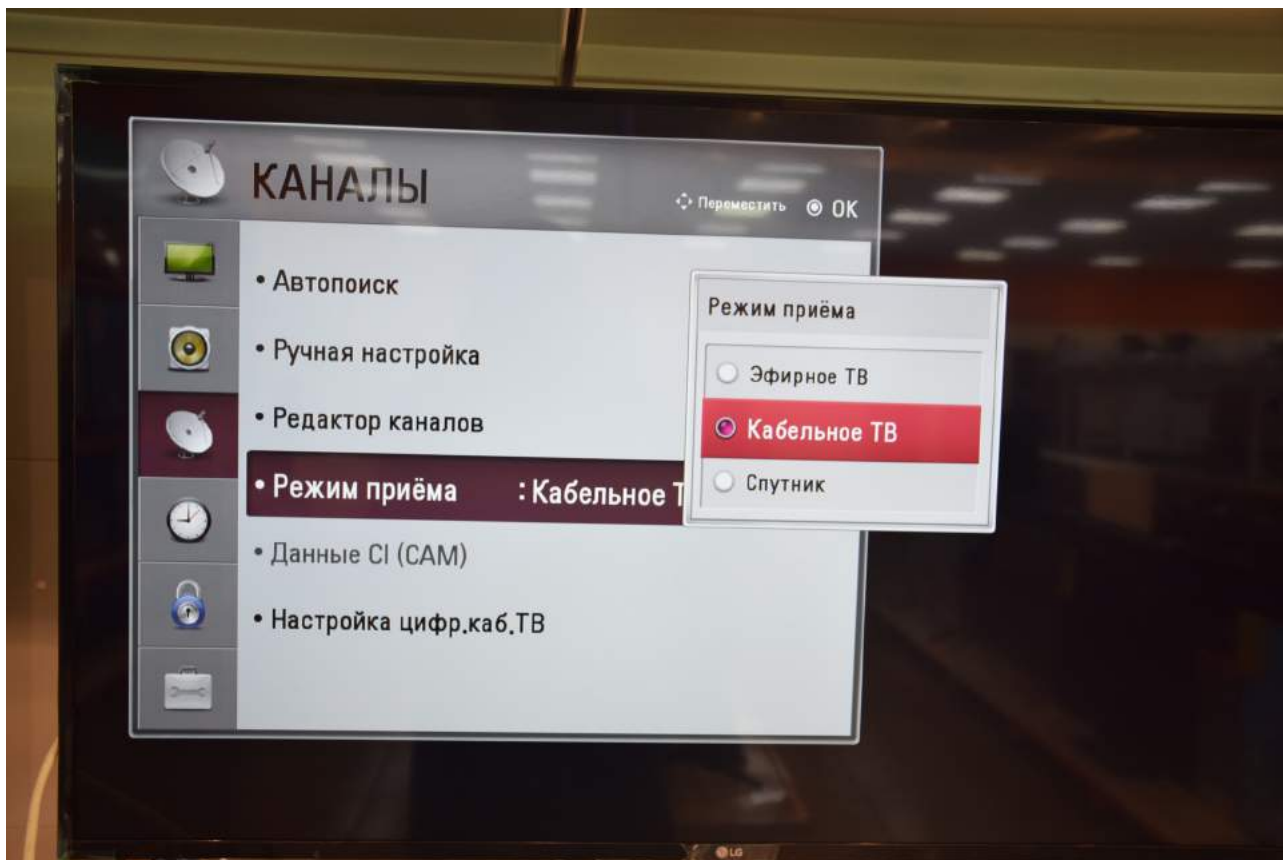 КАНАЛЫ
Переместить OK
• Автопоиск
• Ручная настройка
• Редактор каналов
• Режим приёма : Кабельное Т
• Данные CI (CAM)
• Настройка цифр.каб.ТВ
Режим приёма
Эфирное ТВ
Кабельное ТВ
Спутник
LG